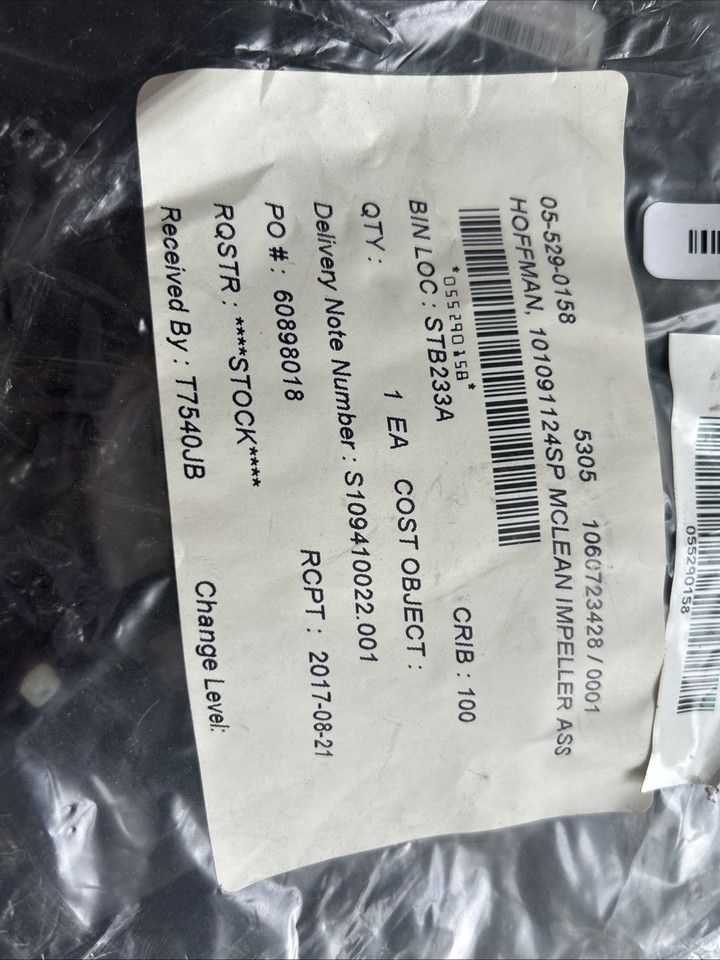 05-529-0158 5305 1060723428 / 0001
HOFFMAN, 101091124SP MCLEAN IMPELLER ASS
*055290158*
BIN LOC : STB233A CRIB : 100
QTY : 1 EA COST OBJECT :
Delivery Note Number : S109410022.001
PO # : 60898018 RCPT : 2017-08-21
RQSTR : ****STOCK****
Received By : T7540JB Change Level:
055290158